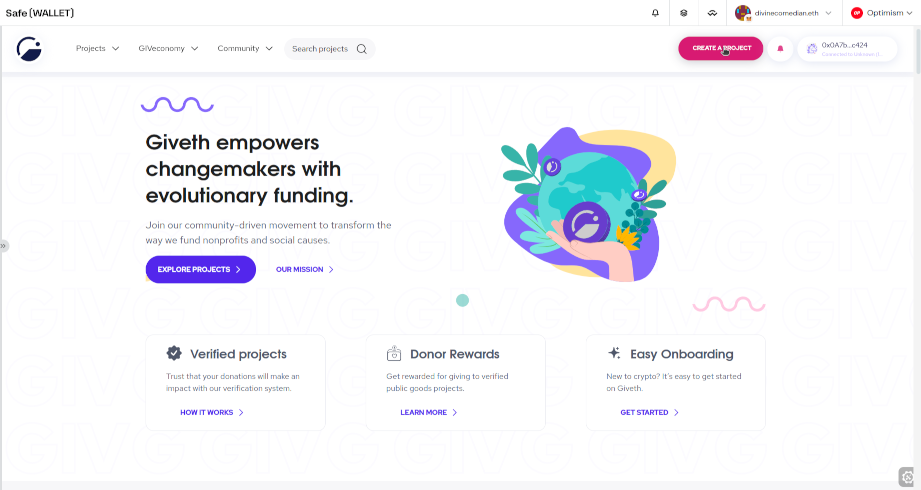 Safe{WALLET}
divinecomedian.eth
OP Optimism
Projects GIVeconomy Community Search projects
CREATE A PROJECT
0x0A7b...c424
Giveth empowers
changemakers with
evolutionary funding.
Join our community-driven movement to transform the
way we fund nonprofits and social causes.
EXPLORE PROJECTS
OUR MISSION
Verified projects
Trust that your donations will make an
impact with our verification system.
HOW IT WORKS
Donor Rewards
Get rewarded for giving to verified
public goods projects.
LEARN MORE
Easy Onboarding
New to crypto? It's easy to get started
on Giveth.
GET STARTED